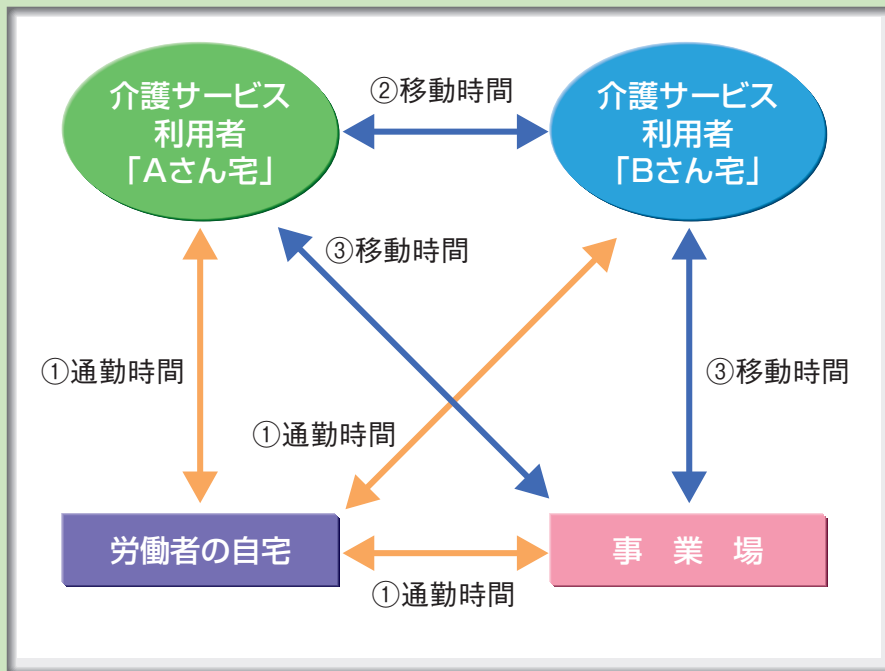 介護サービス
利用者
「Aさん宅」
②移動時間
介護サービス
利用者
「Bさん宅」
③移動時間
①通勤時間
③移動時間
①通勤時間
労働者の自宅
事　業　場
①通勤時間